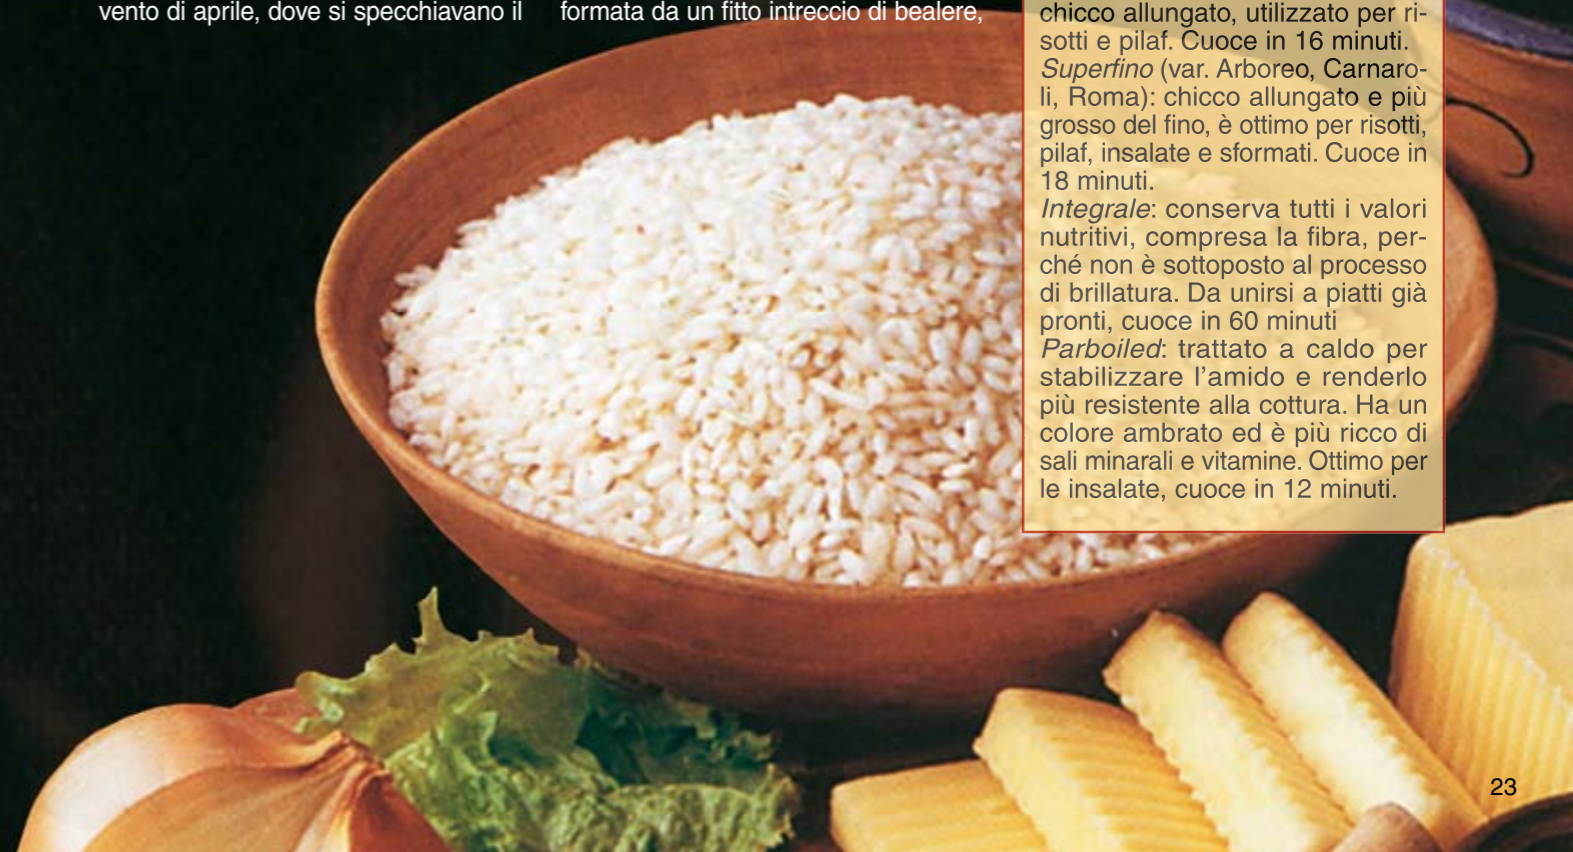 vento di aprile, dove si specchiavano il
formata da un fitto intreccio di bealere,
chicco allungato, utilizzato per ri-
sotti e pilaf. Cuoce in 16 minuti.
Superfino (var. Arboreo, Carnaro-
li, Roma): chicco allungato e più
grosso del fino, è ottimo per risotti,
pilaf, insalate e sformati. Cuoce in
18 minuti.
Integrale: conserva tutti i valori
nutritivi, compresa la fibra, per-
ché non è sottoposto al processo
di brillatura. Da unirsi a piatti già
pronti, cuoce in 60 minuti
Parboiled: trattato a caldo per
stabilizzare l’amido e renderlo
più resistente alla cottura. Ha un
colore ambrato ed è più ricco di
sali minarali e vitamine. Ottimo per
le insalate, cuoce in 12 minuti.
23